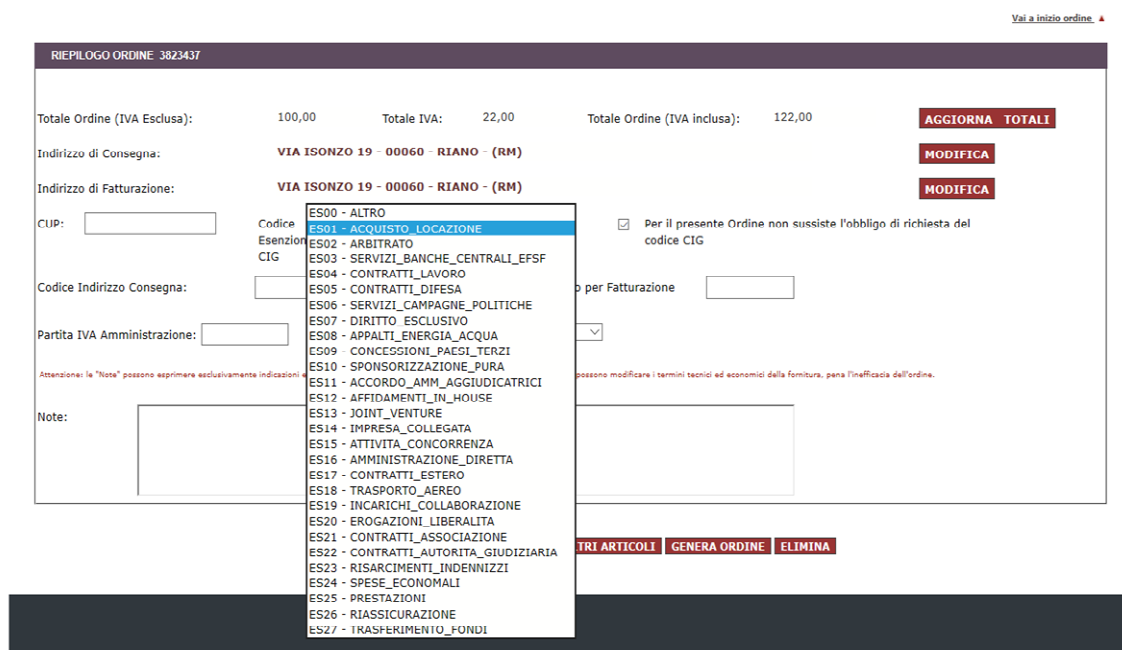 Vai a inizio ordine ▲
RIEPILOGO ORDINE 3823437
Totale Ordine (IVA Esclusa): 100,00 Totale IVA: 22,00 Totale Ordine (IVA inclusa): 122,00 AGGIORNA TOTALI
Indirizzo di Consegna: VIA ISONZO 19 - 00060 - RIANO - (RM) MODIFICA
Indirizzo di Fatturazione: VIA ISONZO 19 - 00060 - RIANO - (RM) MODIFICA
CUP:
Codice
Esenzion
CIG
Per il presente Ordine non sussiste l'obbligo di richiesta del
codice CIG
Codice Indirizzo Consegna:
o per Fatturazione
Partita IVA Amministrazione:
Attenzione: le "Note" possono esprimere esclusivamente indicazioni e
possono modificare i termini tecnici ed economici della fornitura, pena l'inefficacia dell'ordine.
Note:
ES00 - ALTRO
ES01 - ACQUISTO_LOCAZIONE
ES02 - ARBITRATO
ES03 - SERVIZI_BANCHE_CENTRALI_EFSF
ES04 - CONTRATTI_LAVORO
ES05 - CONTRATTI_DIFESA
ES06 - SERVIZI_CAMPAGNE_POLITICHE
ES07 - DIRITTO_ESCLUSIVO
ES08 - APPALTI_ENERGIA_ACQUA
ES09 - CONCESSIONI_PAESI_TERZI
ES10 - SPONSORIZZAZIONE_PURA
ES11 - ACCORDO_AMM_AGGIUDICATRICI
ES12 - AFFIDAMENTI_IN_HOUSE
ES13 - JOINT_VENTURE
ES14 - IMPRESA_COLLEGATA
ES15 - ATTIVITA_CONCORRENZA
ES16 - AMMINISTRAZIONE_DIRETTA
ES17 - CONTRATTI_ESTERO
ES18 - TRASPORTO_AEREO
ES19 - INCARICHI_COLLABORAZIONE
ES20 - EROGAZIONI_LIBERALITA
ES21 - CONTRATTI_ASSOCIAZIONE
ES22 - CONTRATTI_AUTORITA_GIUDIZIARIA
ES23 - RISARCIMENTI_INDENNIZZI
ES24 - SPESE_ECONOMALI
ES25 - PRESTAZIONI
ES26 - RIASSICURAZIONE
ES27 - TRASFERIMENTO_FONDI
TRI ARTICOLI GENERA ORDINE ELIMINA